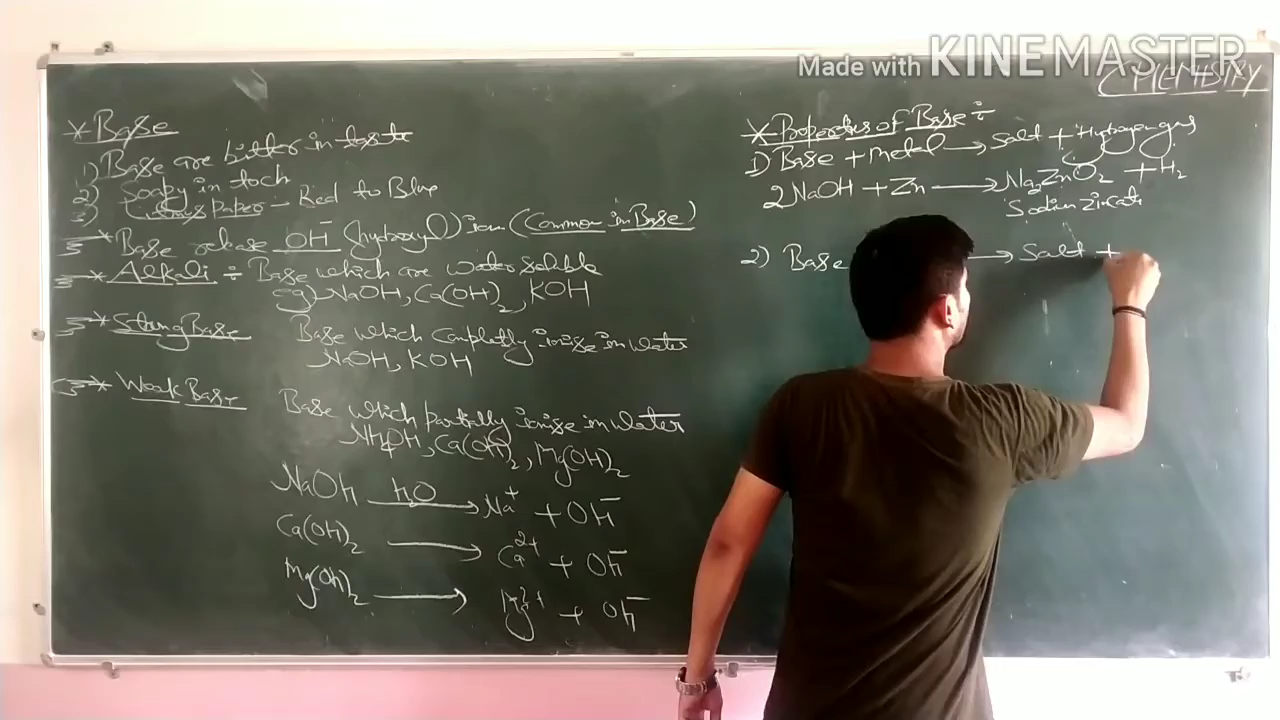 Made with KINEMASTER
CHEMISTRY
* Base
1) Base are bitter in taste
2) Soapy in toch
3) Litmus Paper - Red to Blue
* Base release OH⁻ (hydroxyl) ion (Common in Base)
* Alkali ÷ Base which are water soluble
eg) NaOH, Ca(OH)₂, KOH
* Strong Base Base which completly ionise in water
NaOH, KOH
* Weak Base Base which partially ionise in water
NH₄OH, Ca(OH)₂, Mg(OH)₂
NaOH H₂O → Na⁺ + OH⁻
Ca(OH)₂ → Ca²⁺ + OH⁻
Mg(OH)₂ → Mg²⁺ + OH⁻
* Properties of Base ÷
1) Base + Metal → Salt + Hydrogen gas
2NaOH + Zn → Na₂ZnO₂ + H₂
Sodium Zincate
2) Base → Salt +